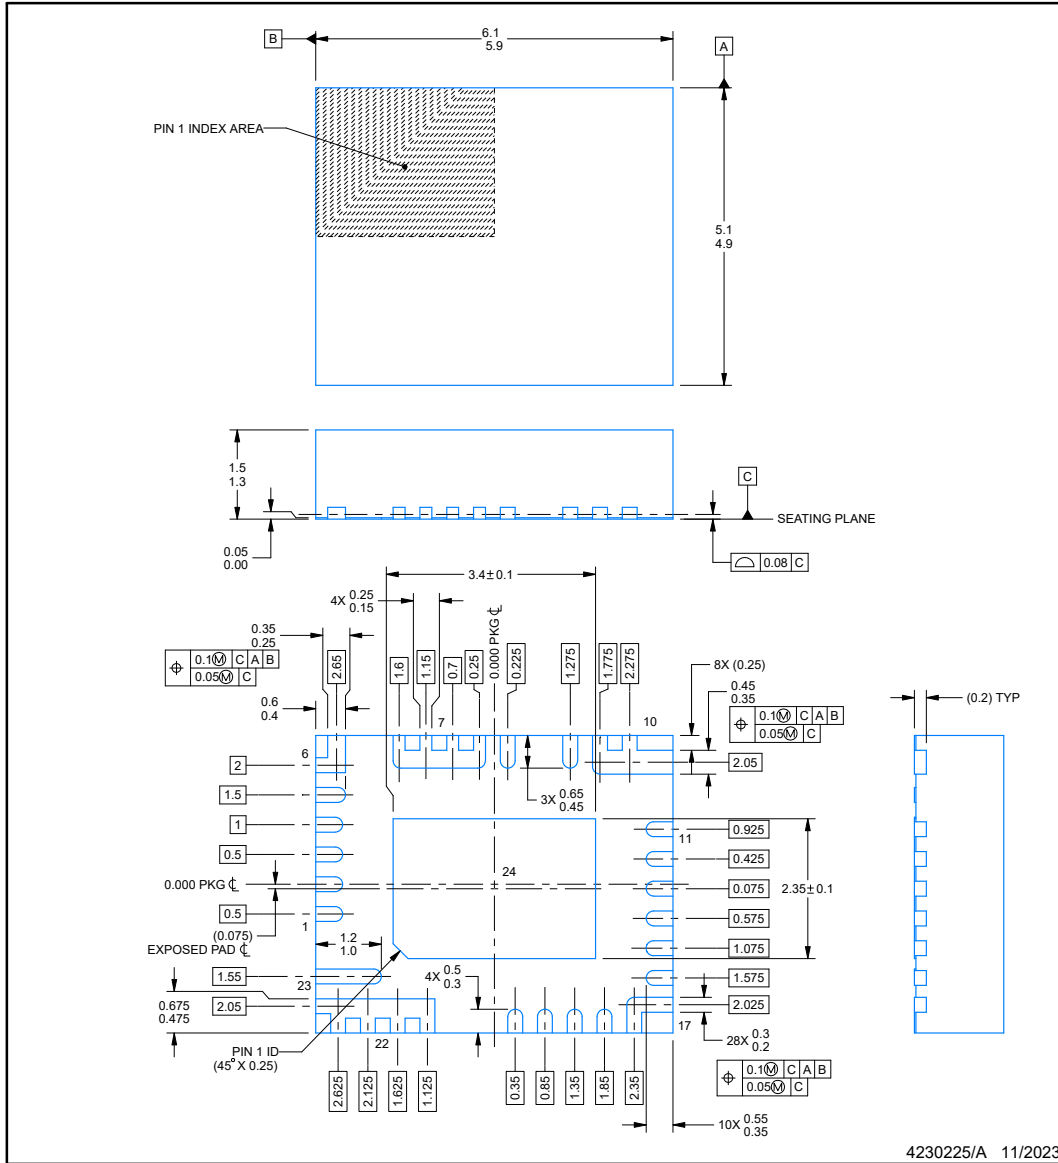 B
6.1
5.9
A
PIN 1 INDEX AREA
5.1
4.9
1.5
1.3
C
SEATING PLANE
0.05
0.00
0.08 C
3.4±0.1
4X 0.25
0.15
0.35
0.25
0.1Ⓜ C A B
0.05Ⓜ C
2.65
1.6
1.15
0.7
0.25
0.000 PKG ℄
0.225
1.275
1.775
2.275
8X (0.25)
(0.2) TYP
0.45
0.35
0.6
0.4
0.1Ⓜ C A B
0.05Ⓜ C
7
10
6
2
2.05
1.5
3X 0.65
0.45
1
0.925
11
0.5
0.425
24
0.000 PKG ℄
0.075
2.35±0.1
0.5
0.575
(0.075)
1
EXPOSED PAD ℄
1.2
1.0
1.075
1.55
23
4X 0.5
0.3
1.575
0.675
0.475
2.05
2.025
17
22
28X 0.3
0.2
PIN 1 ID
(45° X 0.25)
0.1Ⓜ C A B
0.05Ⓜ C
2.625
2.125
1.625
1.125
0.35
0.85
1.35
1.85
2.35
10X 0.55
0.35
4230225/A 11/2023